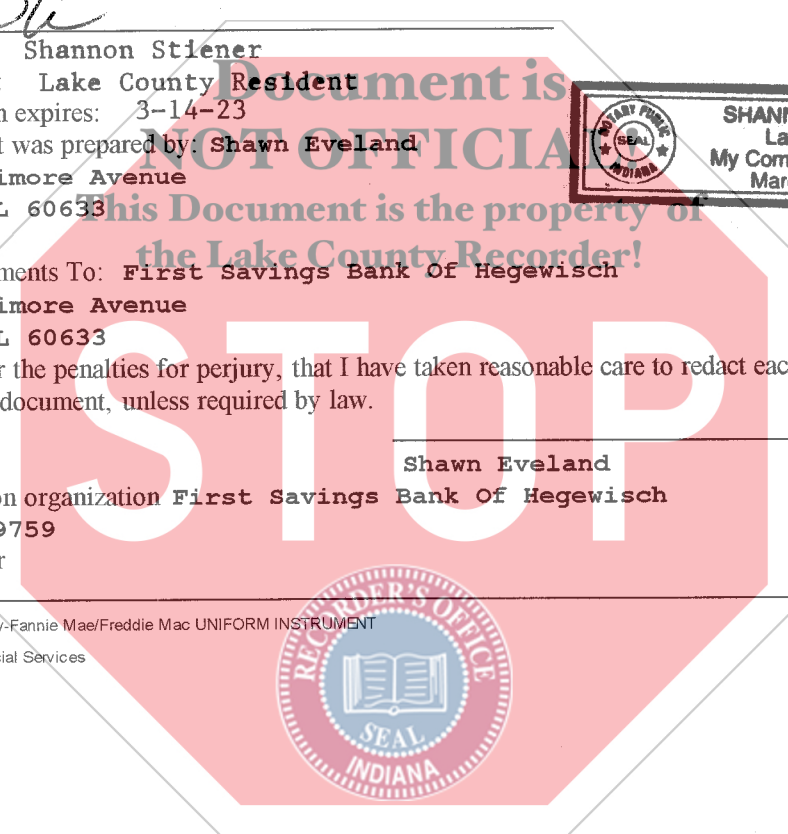 Shannon Stiener
Lake County Resident
n expires: 3-14-23
t was prepared by: Shawn Eveland
imore Avenue
L 60633
ments To: First Savings Bank Of Hegewisch
imore Avenue
L 60633
r the penalties for perjury, that I have taken reasonable care to redact eac
document, unless required by law.
Shawn Eveland
on organization First Savings Bank Of Hegewisch
9759
r
y-Fannie Mae/Freddie Mac UNIFORM INSTRUMENT
cial Services
Document is
NOT OFFICIAL!
This Document is the property of
the Lake County Recorder!
STOP
NOTARY PUBLIC
SEAL
INDIANA
SHANN
La
My Com
Marc
RECORDER'S OFFICE
SEAL
INDIANA